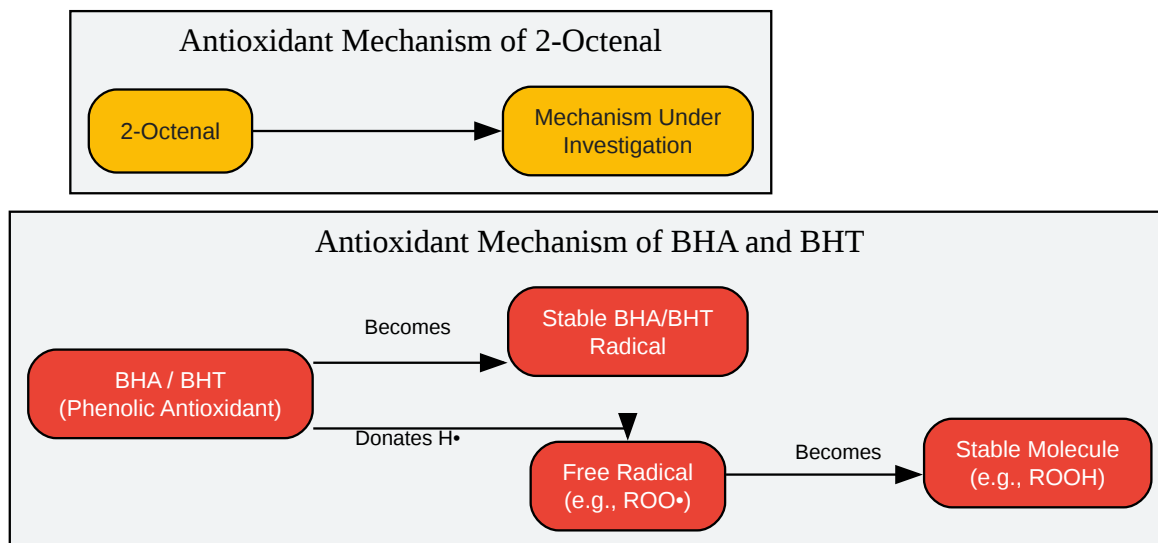 Antioxidant Mechanism of 2-Octenal
2-Octenal
Mechanism Under
Investigation
Antioxidant Mechanism of BHA and BHT
BHA / BHT
(Phenolic Antioxidant)
Becomes
Stable BHA/BHT
Radical
Donates H•
Free Radical
(e.g., ROO•)
Becomes
Stable Molecule
(e.g., ROOH)